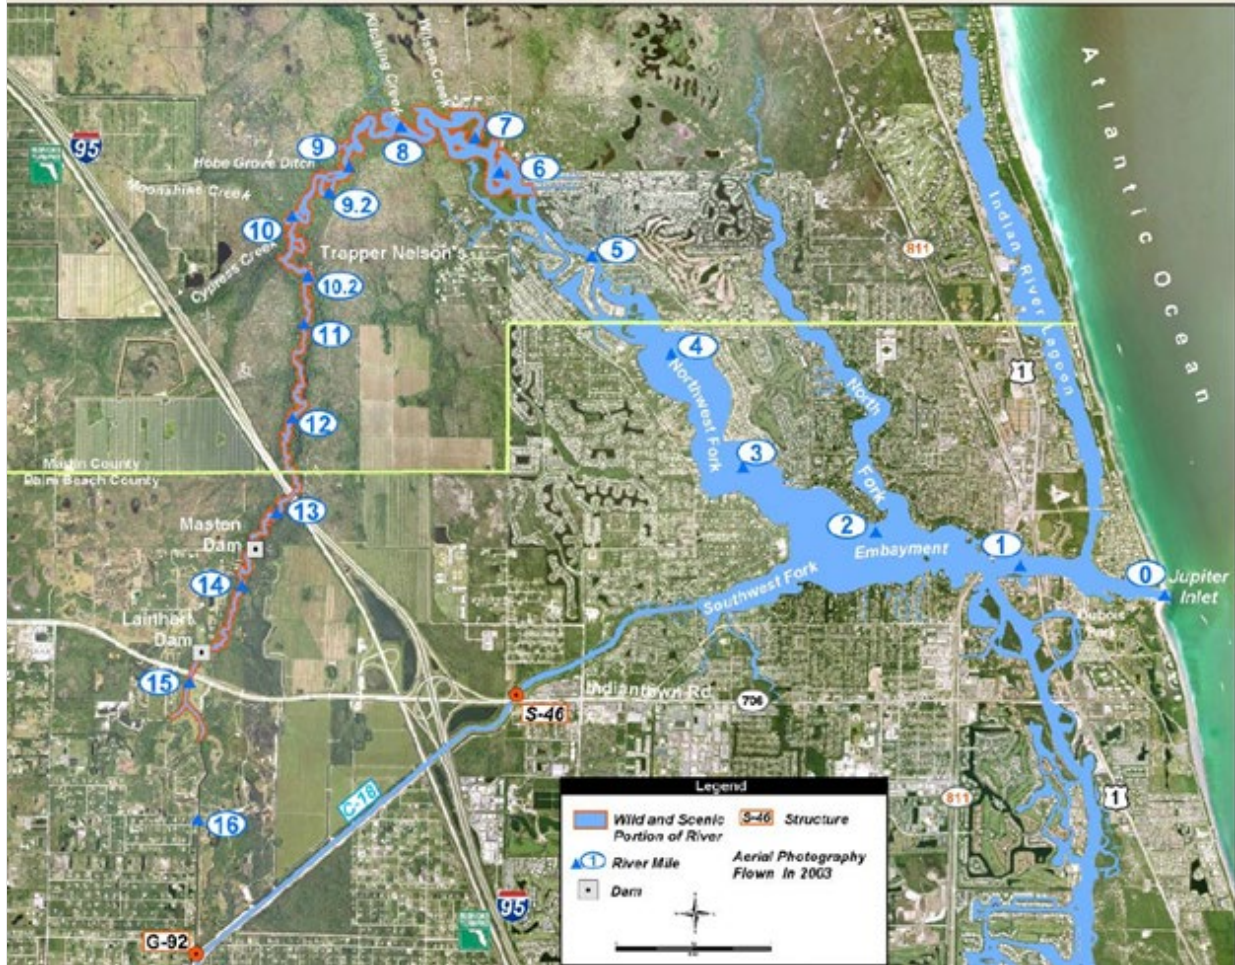 Kitching Creek
Wilson Creek
Atlantic Ocean
95
Hobe Grove Ditch
Moonshine Creek
Cypress Creek
Trapper Nelson's
9
8
7
6
9.2
10
10.2
5
11
4
12
811
1
Indian River Lagoon
Northwest Fork
North Fork
3
Martin County
Palm Beach County
13
Masten
Dam
14
Lainhart
Dam
15
2
Embayment
1
0
Jupiter
Inlet
Southwest Fork
Indiantown Rd
706
S-46
C-18
16
G-92
811
1
95
Legend
Wild and Scenic
Portion of River
S-46 Structure
1 River Mile
Aerial Photography
Flown In 2003
Dam